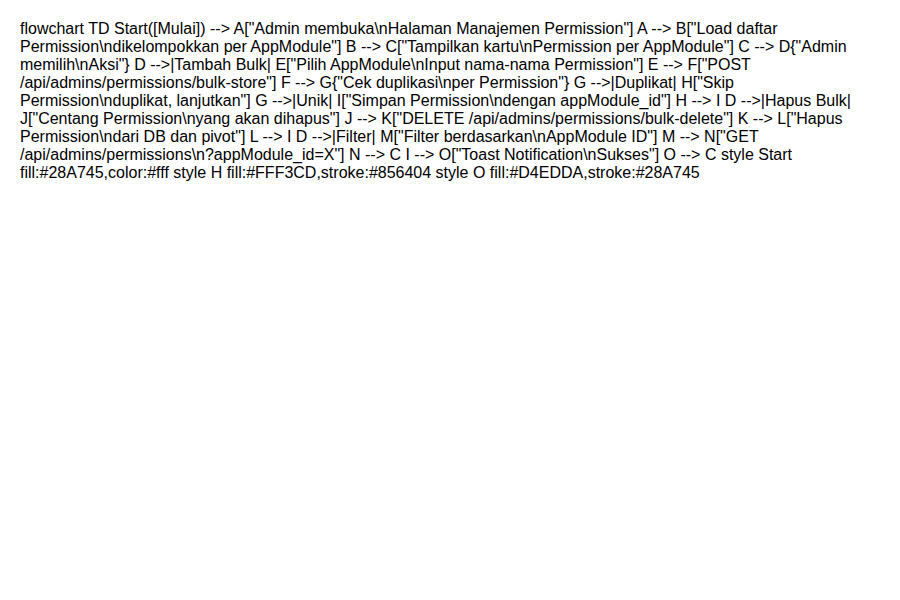 flowchart TD Start([Mulai]) --> A["Admin membuka\nHalaman Manajemen Permission"] A --> B["Load daftar
Permission\ndikelompokkan per AppModule"] B --> C["Tampilkan kartu\nPermission per AppModule"] C --> D{"Admin
memilih\nAksi"} D -->|Tambah Bulk| E["Pilih AppModule\nInput nama-nama Permission"] E --> F["POST
/api/admins/permissions/bulk-store"] F --> G{"Cek duplikasi\nper Permission"} G -->|Duplikat| H["Skip
Permission\nduplikat, lanjutkan"] G -->|Unik| I["Simpan Permission\ndengan appModule_id"] H --> I D -->|Hapus Bulk|
J["Centang Permission\nyang akan dihapus"] J --> K["DELETE /api/admins/permissions/bulk-delete"] K --> L["Hapus
Permission\ndari DB dan pivot"] L --> I D -->|Filter| M["Filter berdasarkan\nAppModule ID"] M --> N["GET
/api/admins/permissions\n?appModule_id=X"] N --> C I --> O["Toast Notification\nSukses"] O --> C style Start
fill:#28A745,color:#fff style H fill:#FFF3CD,stroke:#856404 style O fill:#D4EDDA,stroke:#28A745